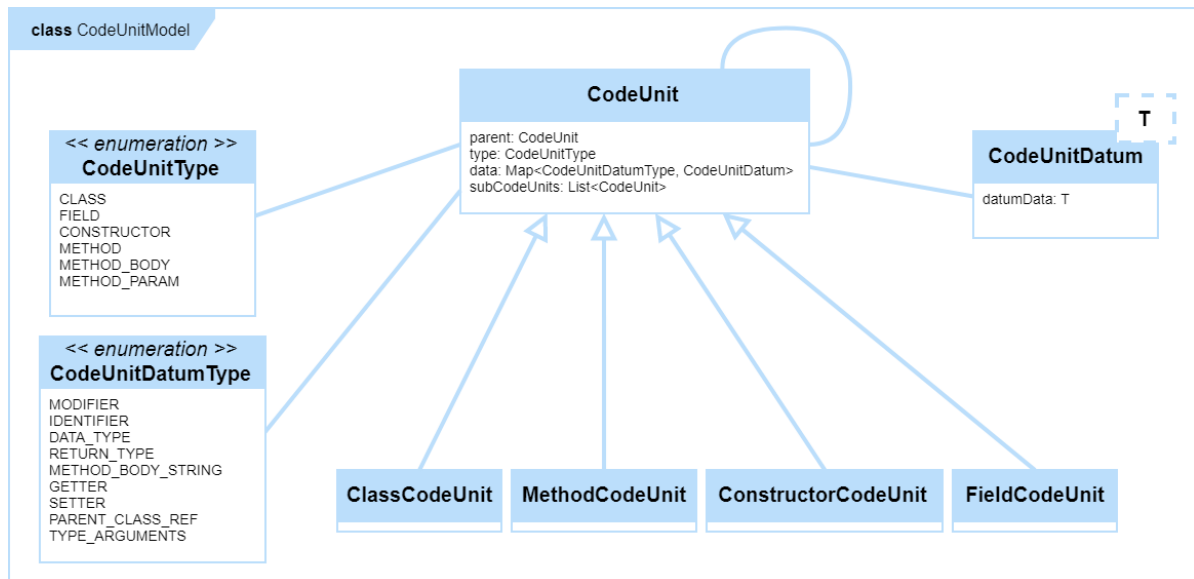 class CodeUnitModel
CodeUnit
parent: CodeUnit
type: CodeUnitType
data: Map<CodeUnitDatumType, CodeUnitDatum>
subCodeUnits: List<CodeUnit>
<< enumeration >>
CodeUnitType
CLASS
FIELD
CONSTRUCTOR
METHOD
METHOD_BODY
METHOD_PARAM
T
CodeUnitDatum
datumData: T
<< enumeration >>
CodeUnitDatumType
MODIFIER
IDENTIFIER
DATA_TYPE
RETURN_TYPE
METHOD_BODY_STRING
GETTER
SETTER
PARENT_CLASS_REF
TYPE_ARGUMENTS
ClassCodeUnit
MethodCodeUnit
ConstructorCodeUnit
FieldCodeUnit